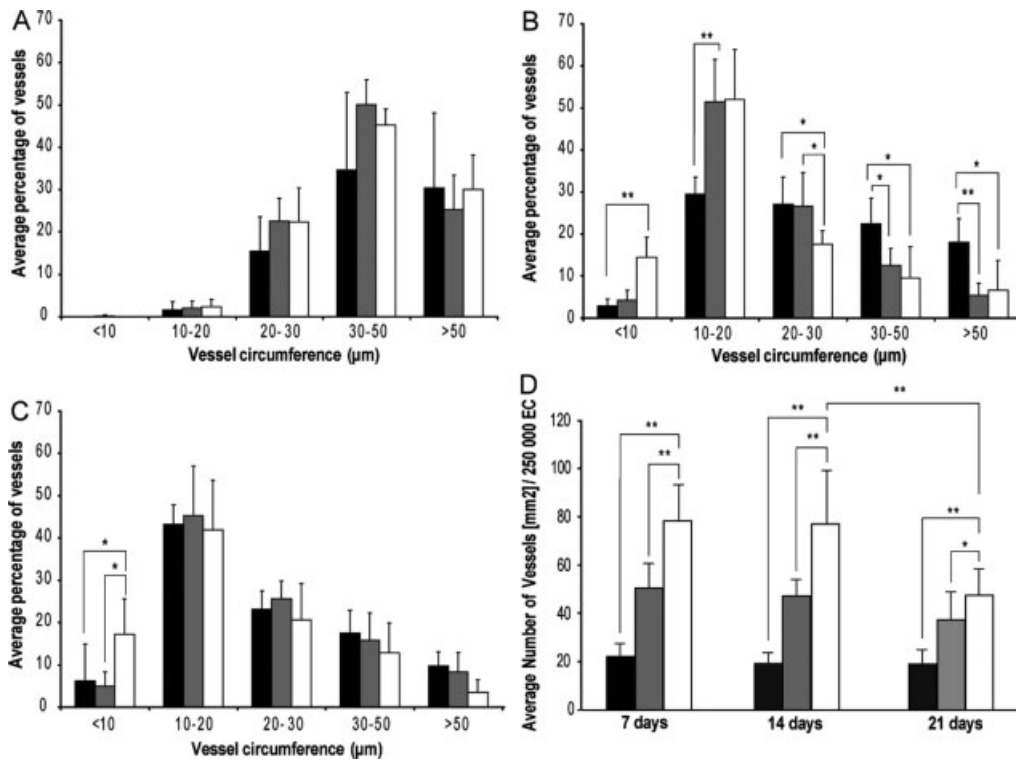 A
Average percentage of vessels
70
60
50
40
30
20
10
0
<10 10-20 20- 30 30-50 >50
Vessel circumference (µm)
B
Average percentage of vessels
70
60
50
40
30
20
10
0
** ** * * * * * **
<10 10-20 20-30 30-50 >50
Vessel circumference (µm)
C
Average percentage of vessels
70
60
50
40
30
20
10
0
* *
<10 10-20 20- 30 30-50 >50
Vessel circumference (µm)
D
Average Number of Vessels [mm2] / 250 000 EC
120
100
80
60
40
20
0
** ** ** ** ** ** *
7 days 14 days 21 days